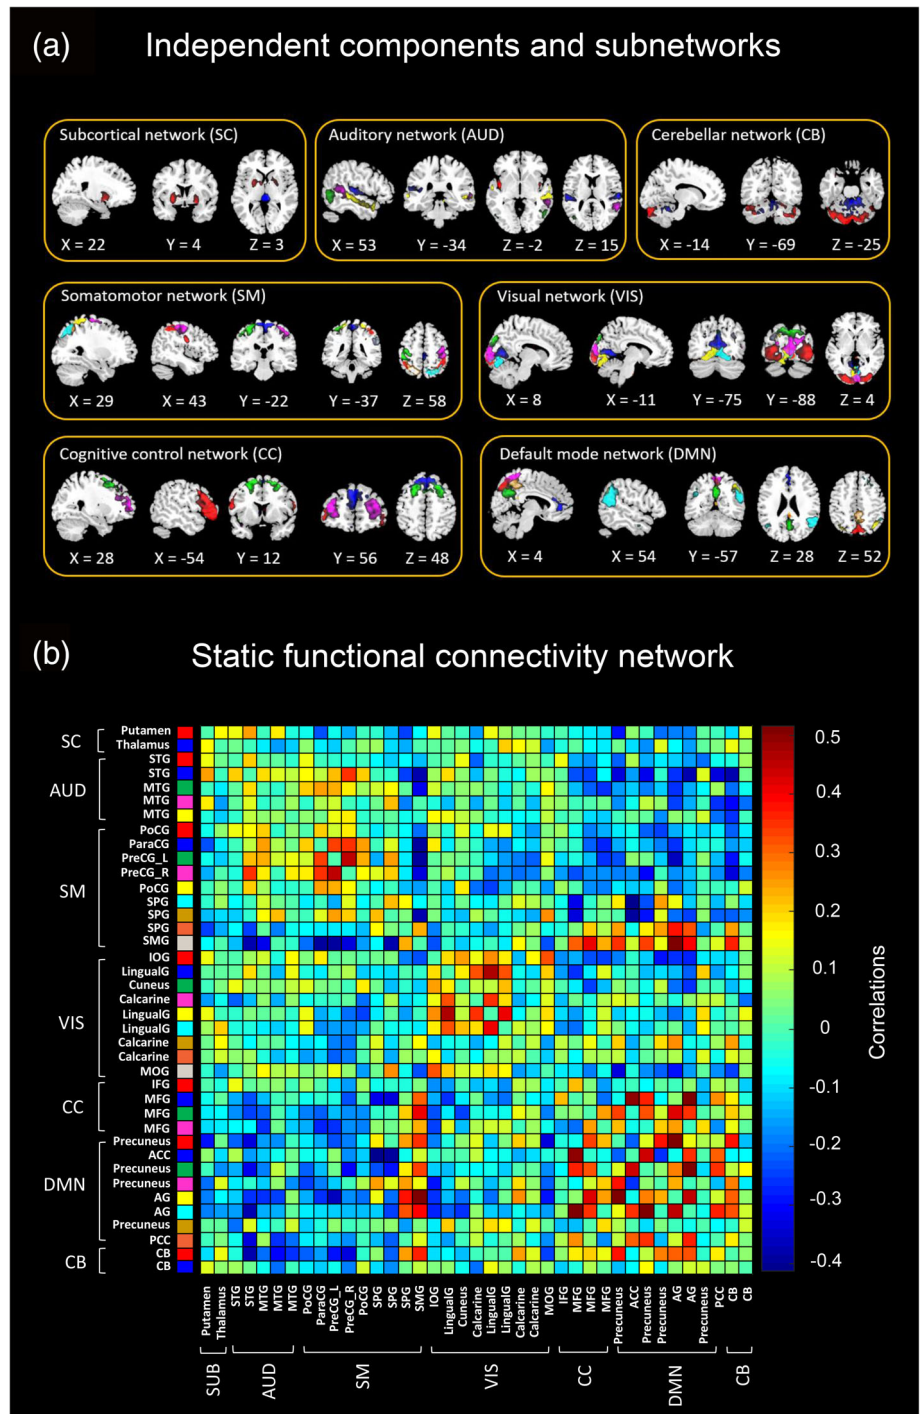 (a) Independent components and subnetworks
Subcortical network (SC)
X = 22 Y = 4 Z = 3
Auditory network (AUD)
X = 53 Y = -34 Z = -2 Z = 15
Cerebellar network (CB)
X = -14 Y = -69 Z = -25
Somatomotor network (SM)
X = 29 X = 43 Y = -22 Y = -37 Z = 58
Visual network (VIS)
X = 8 X = -11 Y = -75 Y = -88 Z = 4
Cognitive control network (CC)
X = 28 X = -54 Y = 12 Y = 56 Z = 48
Default mode network (DMN)
X = 4 X = 54 Y = -57 Z = 28 Z = 52
(b) Static functional connectivity network
SC
Putamen
Thalamus
AUD
STG
STG
MTG
MTG
MTG
SM
PoCG
ParaCG
PreCG_L
PreCG_R
PoCG
SPG
SPG
SPG
SMG
VIS
IOG
LingualG
Cuneus
Calcarine
LingualG
LingualG
Calcarine
Calcarine
MOG
CC
IFG
MFG
MFG
MFG
DMN
Precuneus
ACC
Precuneus
Precuneus
AG
AG
Precuneus
PCC
CB
CB
CB
0.5
0.4
0.3
0.2
0.1
0
-0.1
-0.2
-0.3
-0.4
Correlations
Putamen
Thalamus
STG
STG
MTG
MTG
MTG
PoCG
ParaCG
PreCG_L
PreCG_R
PoCG
SPG
SPG
SPG
SMG
IOG
LingualG
Cuneus
Calcarine
LingualG
LingualG
Calcarine
Calcarine
MOG
IFG
MFG
MFG
MFG
Precuneus
ACC
Precuneus
Precuneus
AG
AG
Precuneus
PCC
CB
CB
SUB
AUD
SM
VIS
CC
DMN
CB